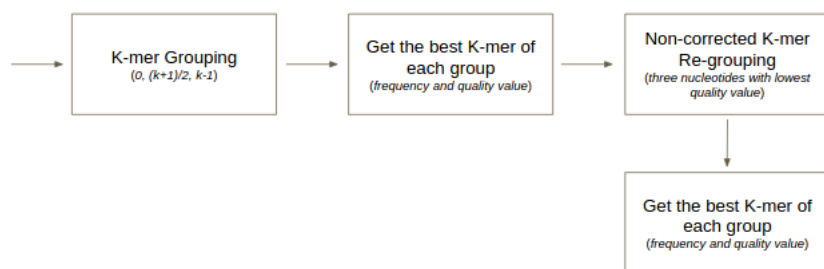 K-mer Grouping
(0, (k+1)/2, k-1)
Get the best K-mer of
each group
(frequency and quality value)
Non-corrected K-mer
Re-grouping
(three nucleotides with lowest
quality value)
Get the best K-mer of
each group
(frequency and quality value)